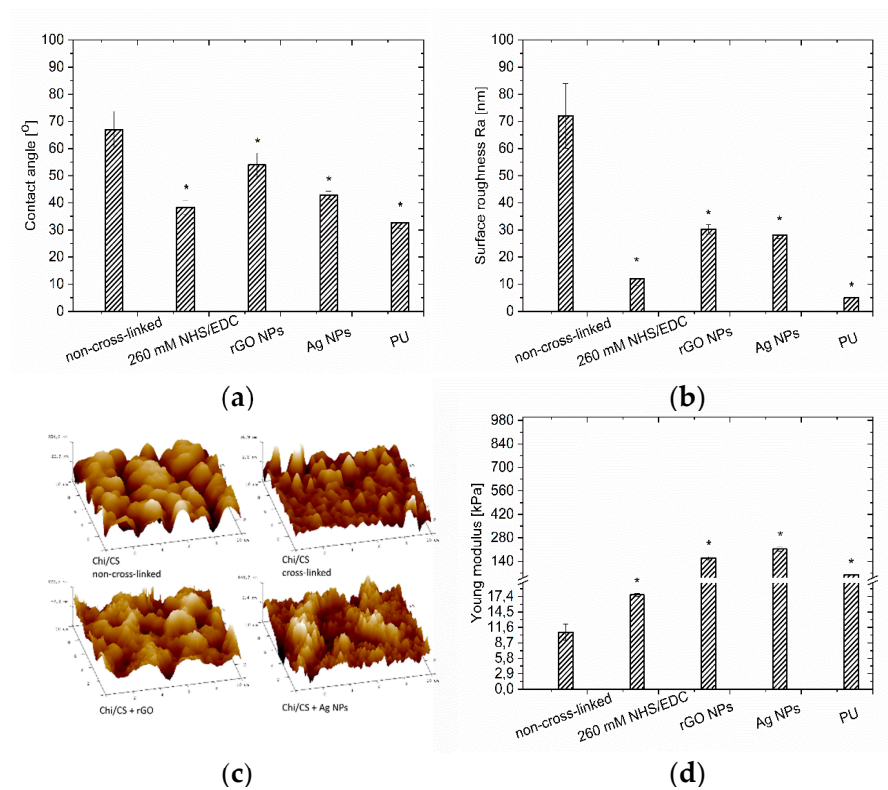 100
90
80
70
60
50
40
30
20
10
0
Contact angle [°]
*
*
*
*
non-cross-linked
260 mM NHS/EDC
rGO NPs
Ag NPs
PU
(a)
100
90
80
70
60
50
40
30
20
10
0
Surface roughness Ra [nm]
*
*
*
*
non-cross-linked
260 mM NHS/EDC
rGO NPs
Ag NPs
PU
(b)
Chi/CS
non-cross-linked
Chi/CS
cross-linked
Chi/CS + rGO
Chi/CS + Ag NPs
(c)
980
840
700
560
420
280
140
17,4
14,5
11,6
8,7
5,8
2,9
0,0
Young modulus [kPa]
*
*
*
*
non-cross-linked
260 mM NHS/EDC
rGO NPs
Ag NPs
PU
(d)